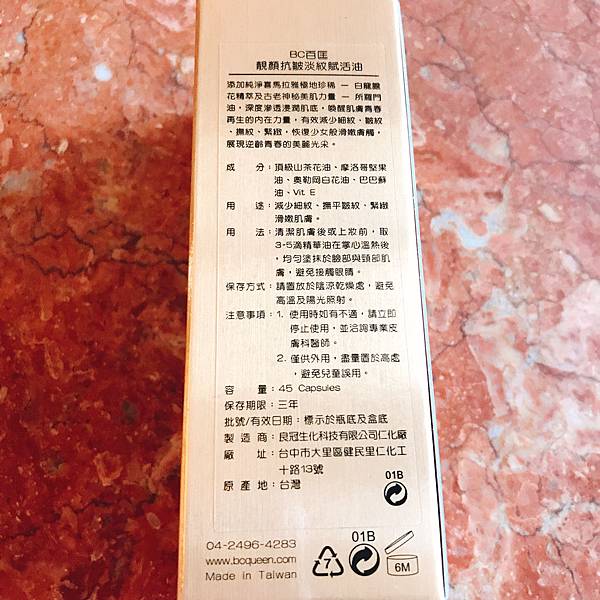 BC百匡
靚顏抗皺淡紋賦活油
添加純淨喜馬拉雅極地珍稀 — 白龍膽
花精萃及古老神秘美肌力量 — 所羅門
油，深度滲透浸潤肌底，喚醒肌膚青春
再生的內在力量，有效減少細紋、皺紋
、撫紋、緊緻，恢復少女般滑嫩膚觸，
展現逆齡青春的美麗光采。
成 分：頂級山茶花油、摩洛哥堅果
油、奧勒岡白花油、巴巴蘇
油、Vit E
用 途：減少細紋、撫平皺紋、緊緻
滑嫩肌膚。
用 法：清潔肌膚後或上妝前，取
3-5滴精華油在掌心溫熱後
，均勻塗抹於臉部與頸部肌
膚，避免接觸眼睛。
保存方式：請置放於陰涼乾燥處，避免
高溫及陽光照射。
注意事項：1. 使用時如有不適，請立即
停止使用，並洽詢專業皮
膚科醫師。
2. 僅供外用，盡量置於高處
，避免兒童誤用。
容 量：45 Capsules
保存期限：三年
批號/有效日期：標示於瓶底及盒底
製 造 商：良冠生化科技有限公司仁化廠
廠 址：台中市大里區健民里仁化工
十路13號
原 產 地：台灣
01B
04-2496-4283
www.bcqueen.com
Made in Taiwan
7
01B
6M